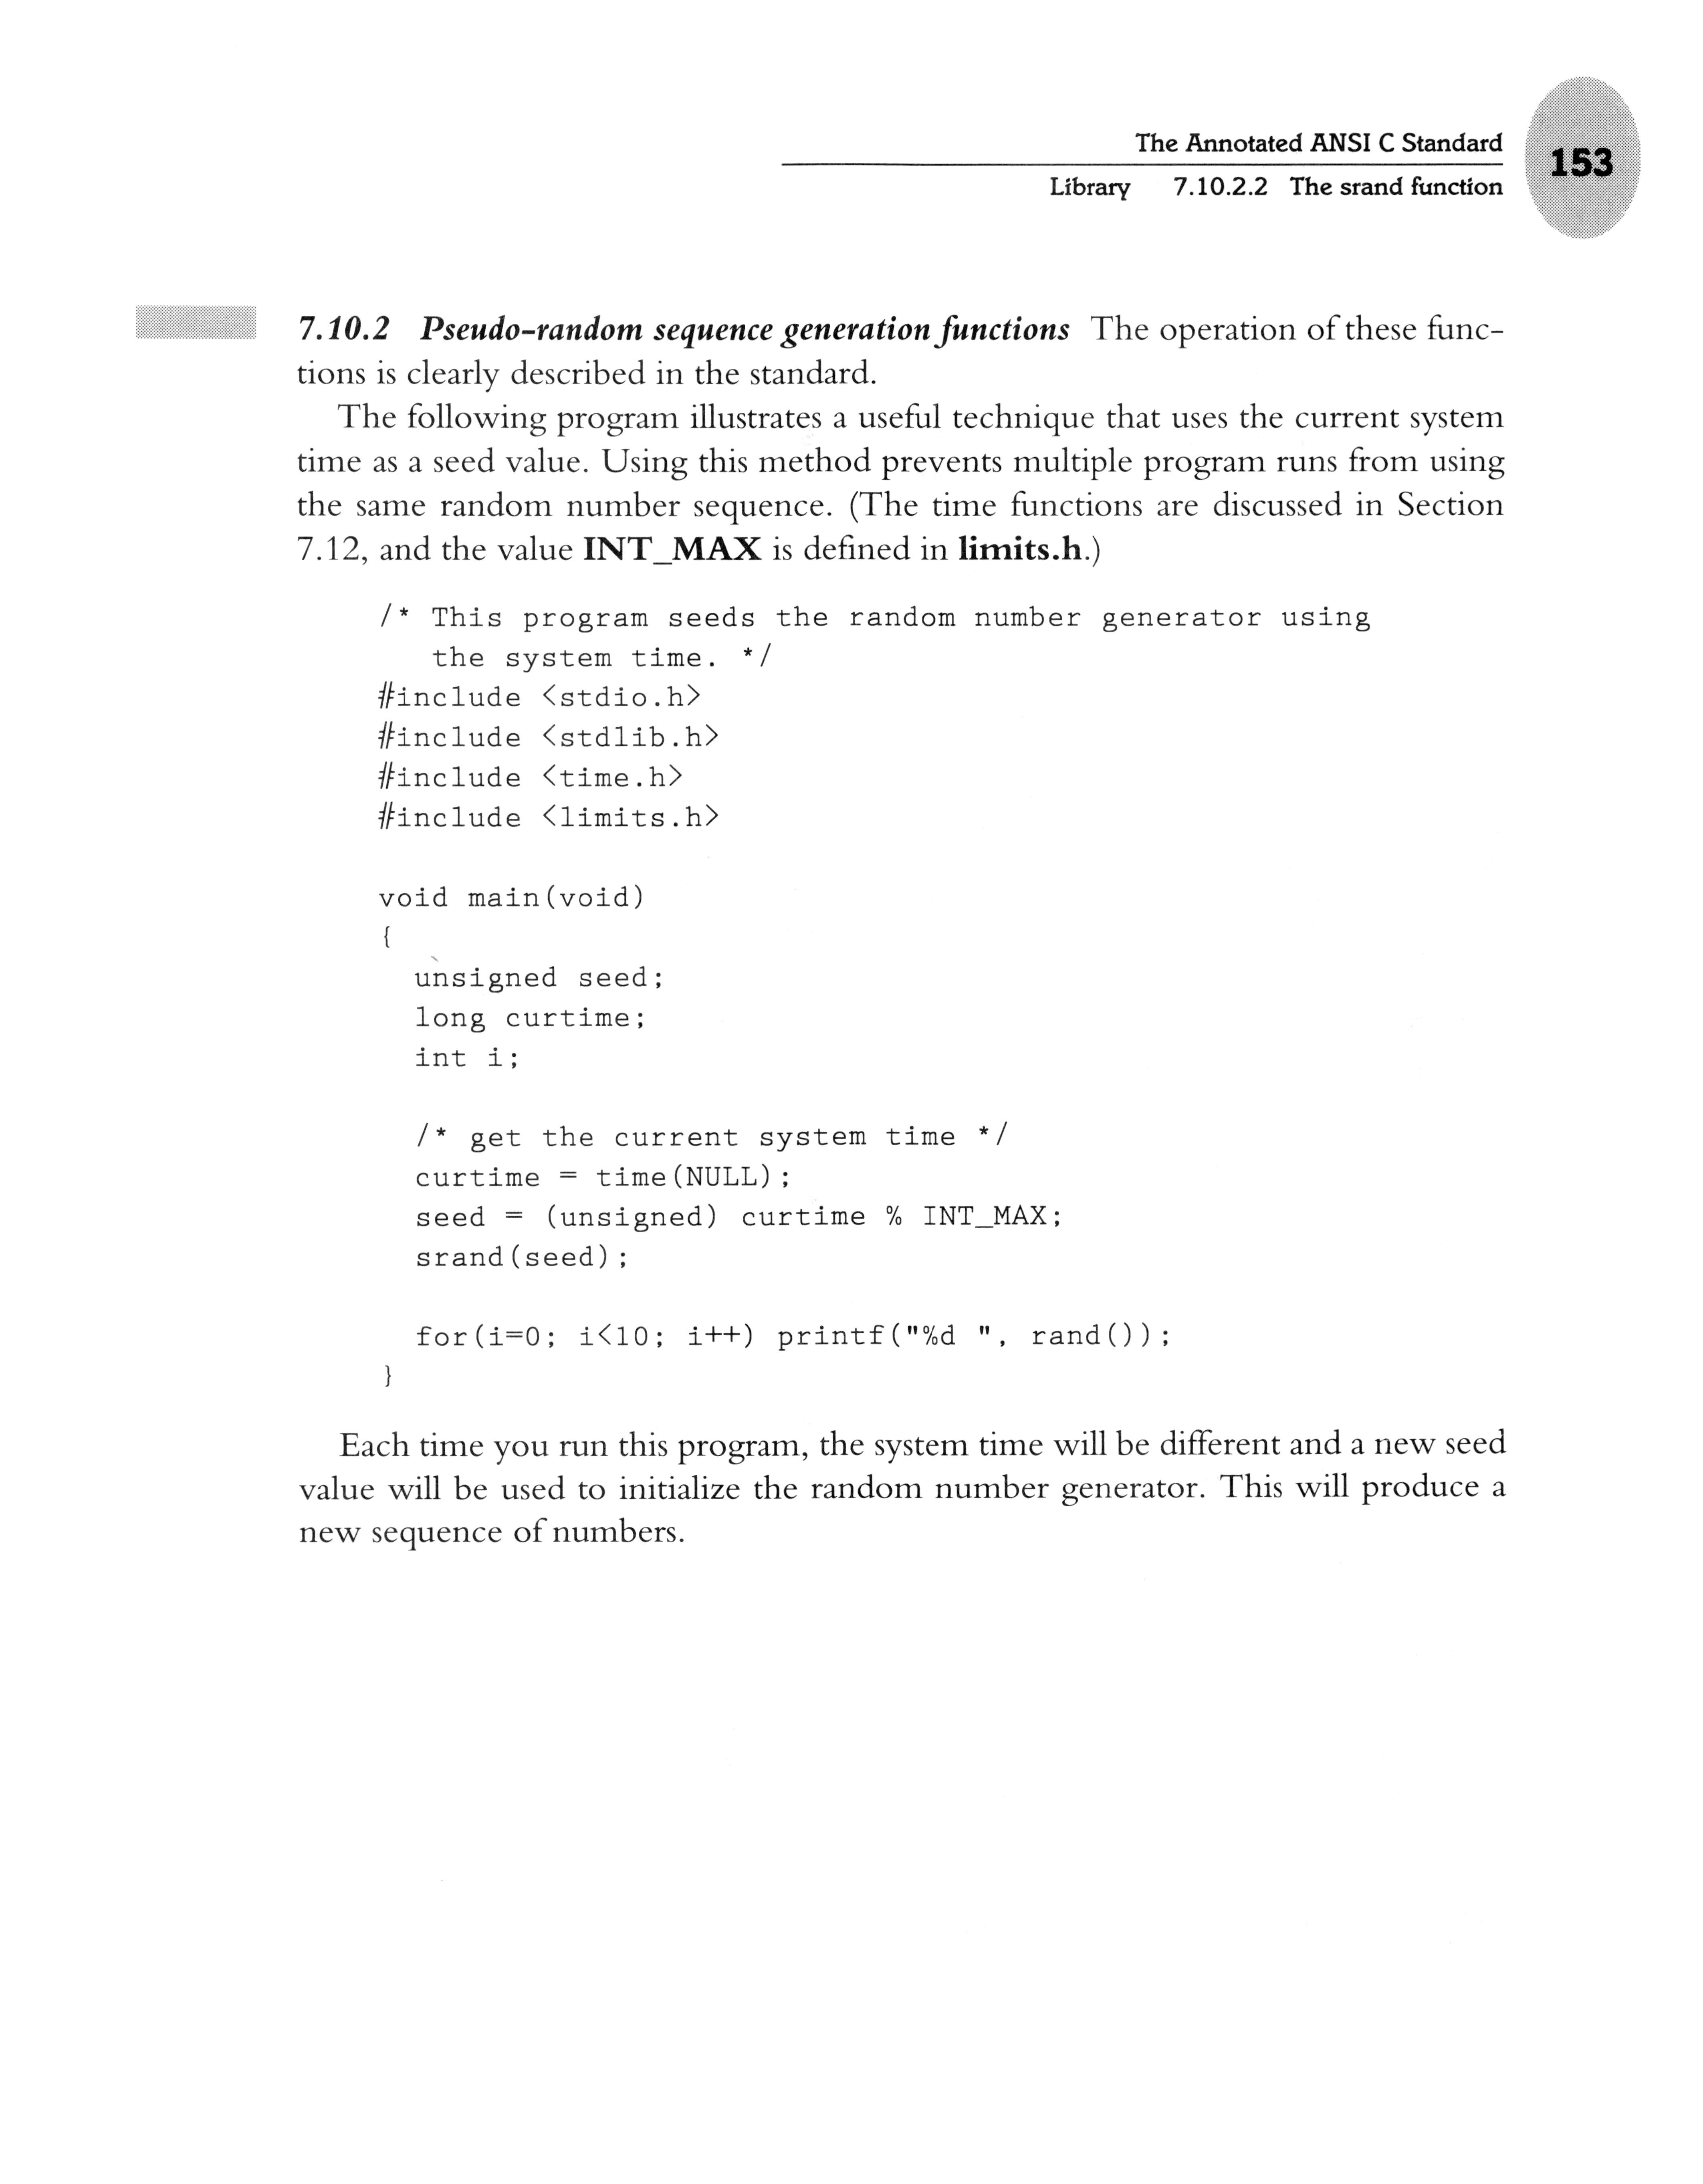 The Annotated ANSI C Standard
153
Library 7.10.2.2 The srand function
7.10.2 Pseudo-random sequence generation functions The operation of these func-
tions is clearly described in the standard.
The following program illustrates a useful technique that uses the current system
time as a seed value. Using this method prevents multiple program runs from using
the same random number sequence. (The time functions are discussed in Section
7.12, and the value INT_MAX is defined in limits.h.)
/* This program seeds the random number generator using
   the system time. */
#include <stdio.h>
#include <stdlib.h>
#include <time.h>
#include <limits.h>
void main(void)
{
  unsigned seed;
  long curtime;
  int i;
  /* get the current system time */
  curtime = time(NULL);
  seed = (unsigned) curtime % INT_MAX;
  srand(seed);
  for(i=0; i<10; i++) printf("%d ", rand());
}
Each time you run this program, the system time will be different and a new seed
value will be used to initialize the random number generator. This will produce a
new sequence of numbers.